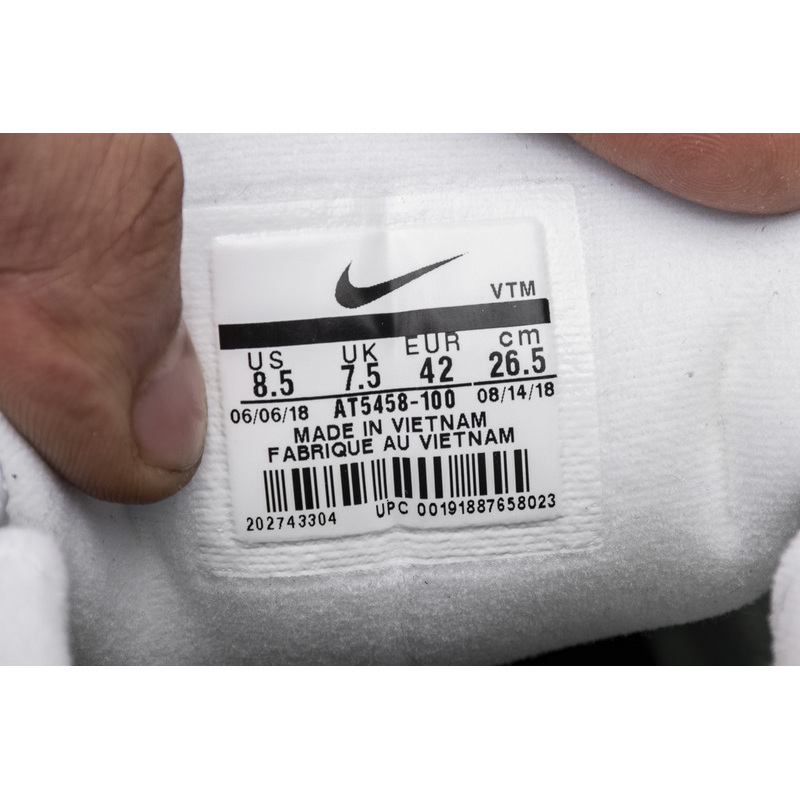 VTM
US UK EUR cm
8.5 7.5 42 26.5
06/06/18 AT5458-100 08/14/18
MADE IN VIETNAM
FABRIQUE AU VIETNAM
202743304 UPC 00191887658023